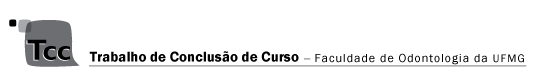 Tcc
Trabalho de Conclusão de Curso – Faculdade de Odontologia da UFMG